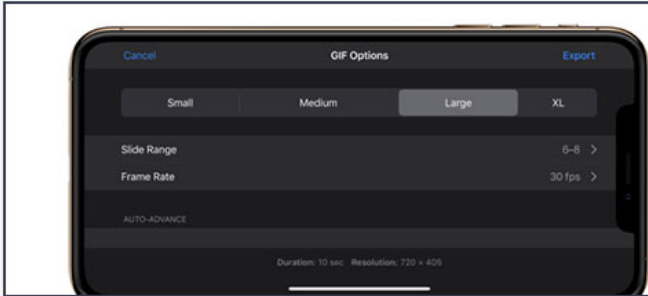 Cancel GIF Options Export
Small Medium Large XL
Slide Range 6–8
Frame Rate 30 fps
AUTO-ADVANCE
Duration: 10 sec Resolution: 720 × 405